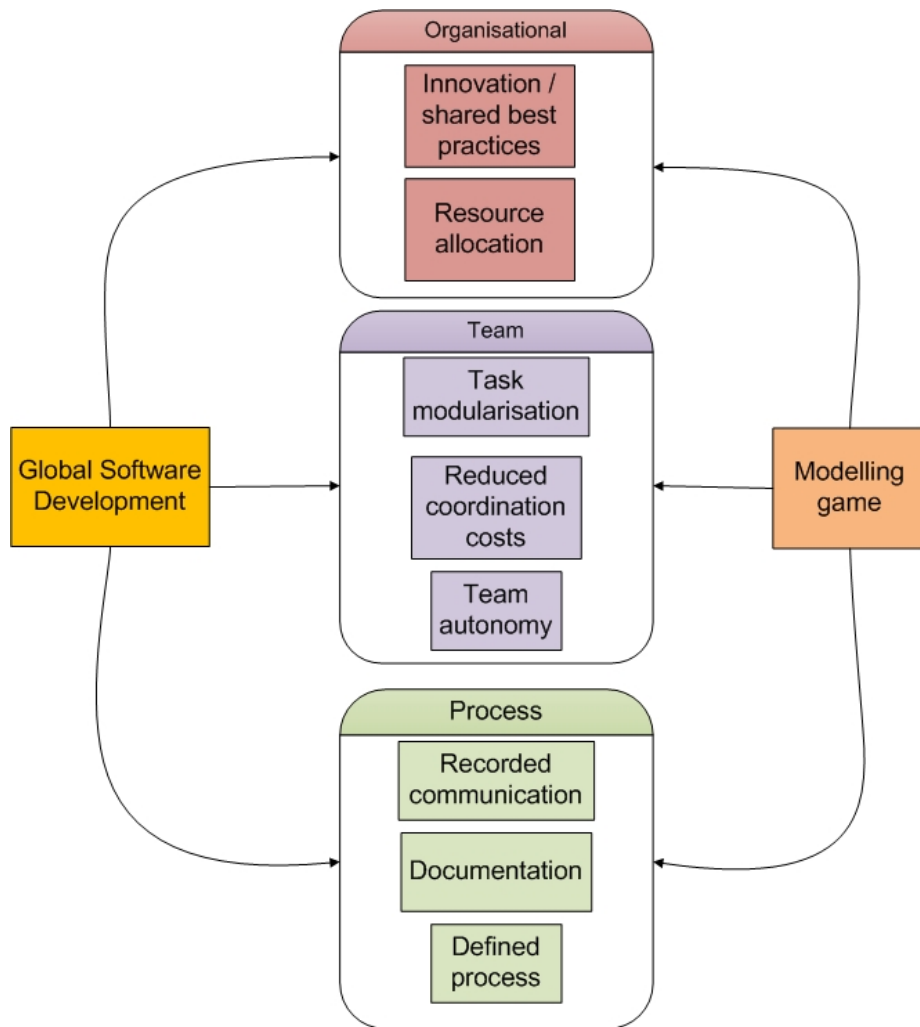 Organisational
Innovation /
shared best
practices
Resource
allocation
Team
Task
modularisation
Global Software
Development
Reduced
coordination
costs
Modelling
game
Team
autonomy
Process
Recorded
communication
Documentation
Defined
process